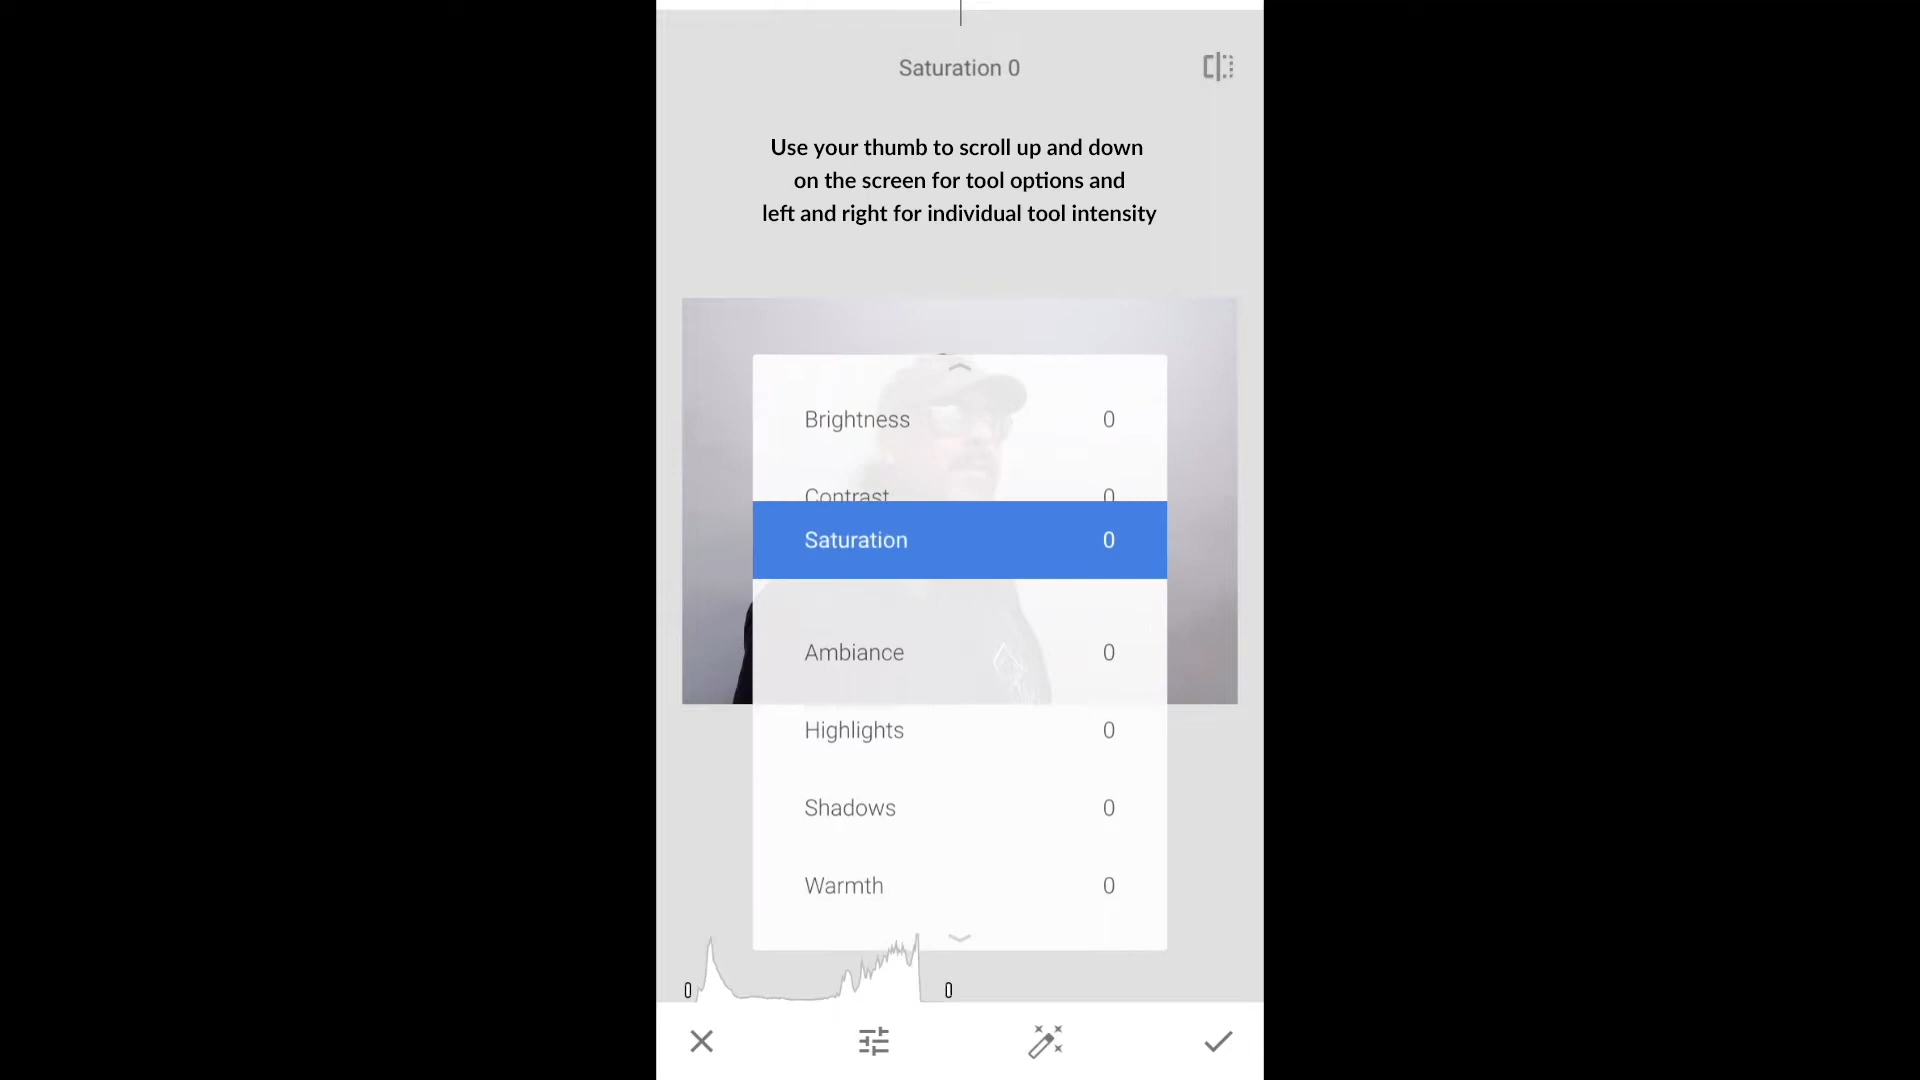 Saturation 0
Use your thumb to scroll up and down
on the screen for tool options and
left and right for individual tool intensity
Brightness 0
Contrast 0
Saturation 0
Ambiance 0
Highlights 0
Shadows 0
Warmth 0
0 0